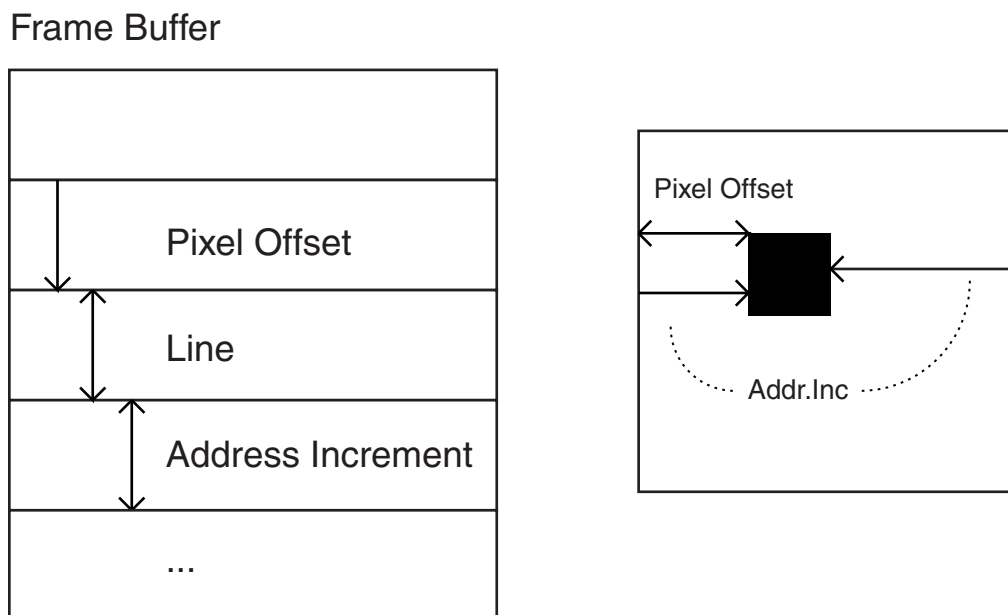 Frame Buffer
Pixel Offset
Line
Address Increment
...
Pixel Offset
Addr.Inc